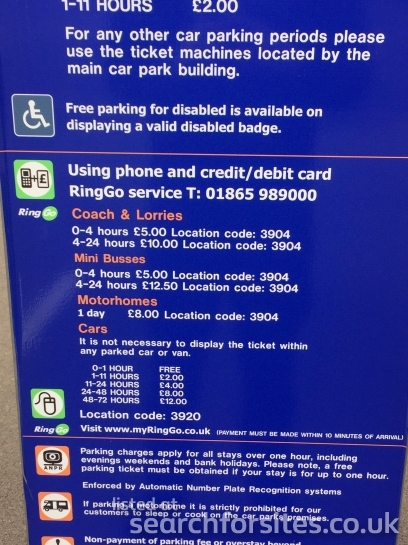 1-11 HOURS £2.00
For any other car parking periods please
use the ticket machines located by the
main car park building.
Free parking for disabled is available on
displaying a valid disabled badge.
Using phone and credit/debit card
RingGo service T: 01865 989000
RingGo
Coach & Lorries
0-4 hours £5.00 Location code: 3904
4-24 hours £10.00 Location code: 3904
Mini Busses
0-4 hours £5.00 Location code: 3904
4-24 hours £12.50 Location code: 3904
Motorhomes
1 day £8.00 Location code: 3904
Cars
It is not necessary to display the ticket within
any parked car or van.
0-1 HOUR FREE
1-11 HOURS £2.00
11-24 HOURS £4.00
24-48 HOURS £8.00
48-72 HOURS £12.00
Location code: 3920
RingGo Visit www.myRingGo.co.uk (PAYMENT MUST BE MADE WITHIN 10 MINUTES OF ARRIVAL)
Parking charges apply for all stays over one hour, including
evenings weekends and bank holidays. Please note, a free
parking ticket must be obtained if your stay is for up to one hour.
ANPR
Enforced by Automatic Number Plate Recognition systems
If parking a motorhome it is strictly prohibited for our
customers to sleep or cook on the car parks premises.
listed at
searchforsites.co.uk
Non-payment of parking fee or overstay beyond